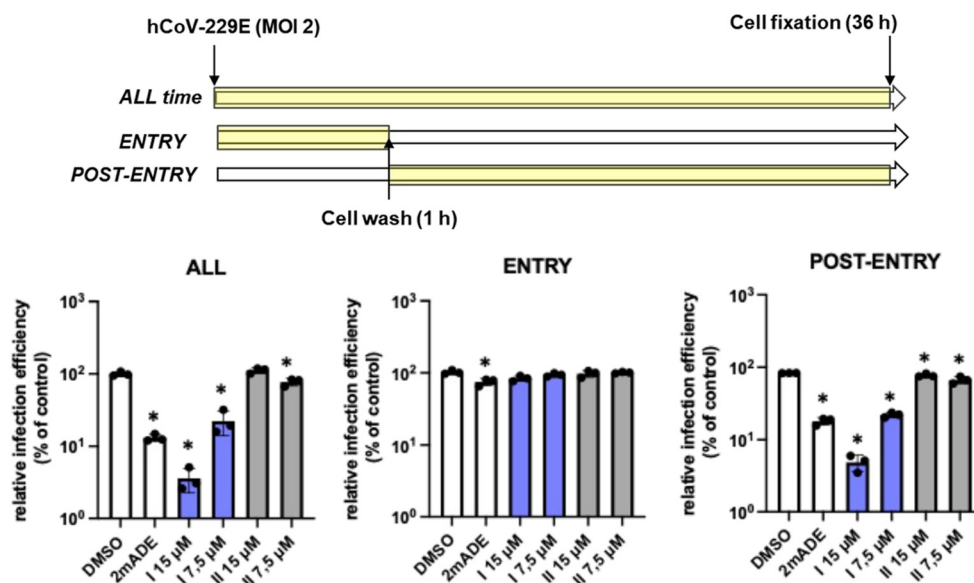 hCoV-229E (MOI 2)
Cell fixation (36 h)
ALL time
ENTRY
POST-ENTRY
Cell wash (1 h)
ALL
relative infection efficiency
(% of control)
10³
10²
10¹
10⁰
*
*
*
*
DMSO
2mADE
I 15 µM
I 7,5 µM
II 15 µM
II 7,5 µM
ENTRY
relative infection efficiency
(% of control)
10³
10²
10¹
10⁰
*
DMSO
2mADE
I 15 µM
I 7,5 µM
II 15 µM
II 7,5 µM
POST-ENTRY
relative infection efficiency
(% of control)
10³
10²
10¹
10⁰
*
*
*
*
*
DMSO
2mADE
I 15 µM
I 7,5 µM
II 15 µM
II 7,5 µM